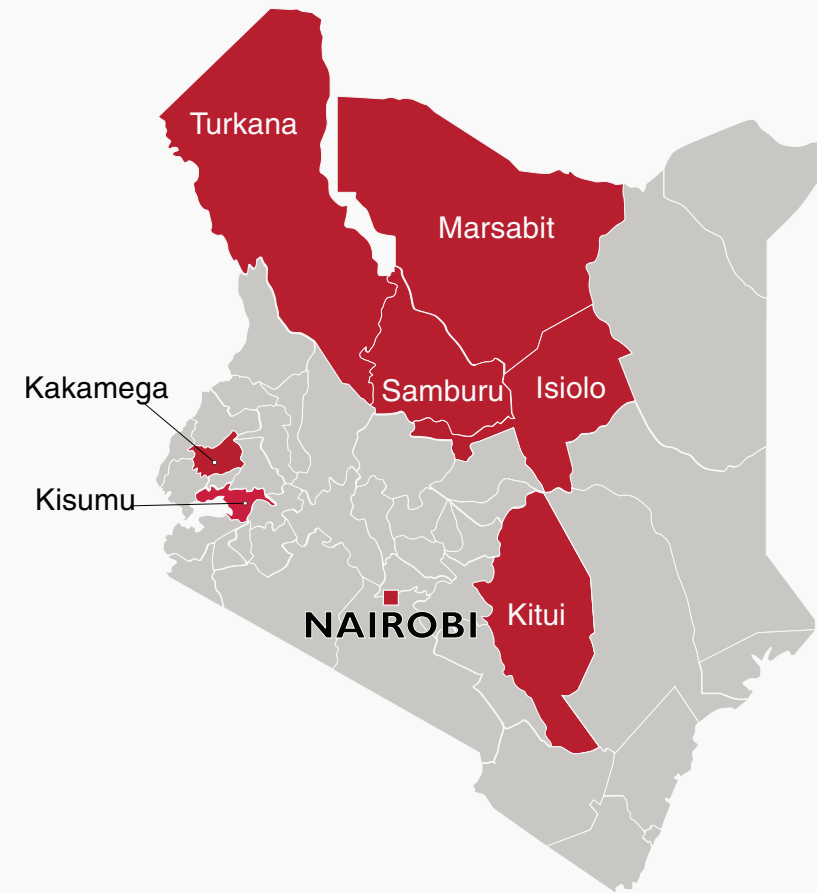 Turkana
Marsabit
Kakamega
Samburu
Isiolo
Kisumu
NAIROBI
Kitui